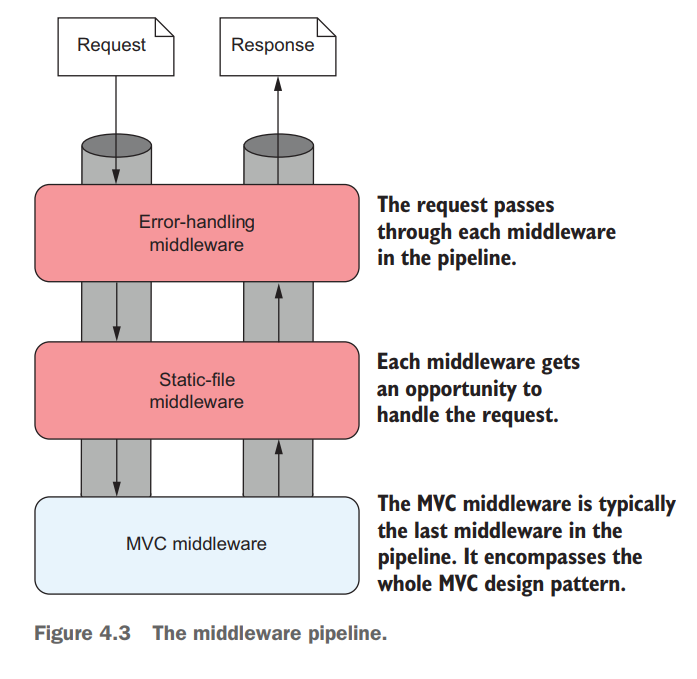 Request
Response
Error-handling
middleware
The request passes
through each middleware
in the pipeline.
Static-file
middleware
Each middleware gets
an opportunity to
handle the request.
MVC middleware
The MVC middleware is typically
the last middleware in the
pipeline. It encompasses the
whole MVC design pattern.
Figure 4.3 The middleware pipeline.